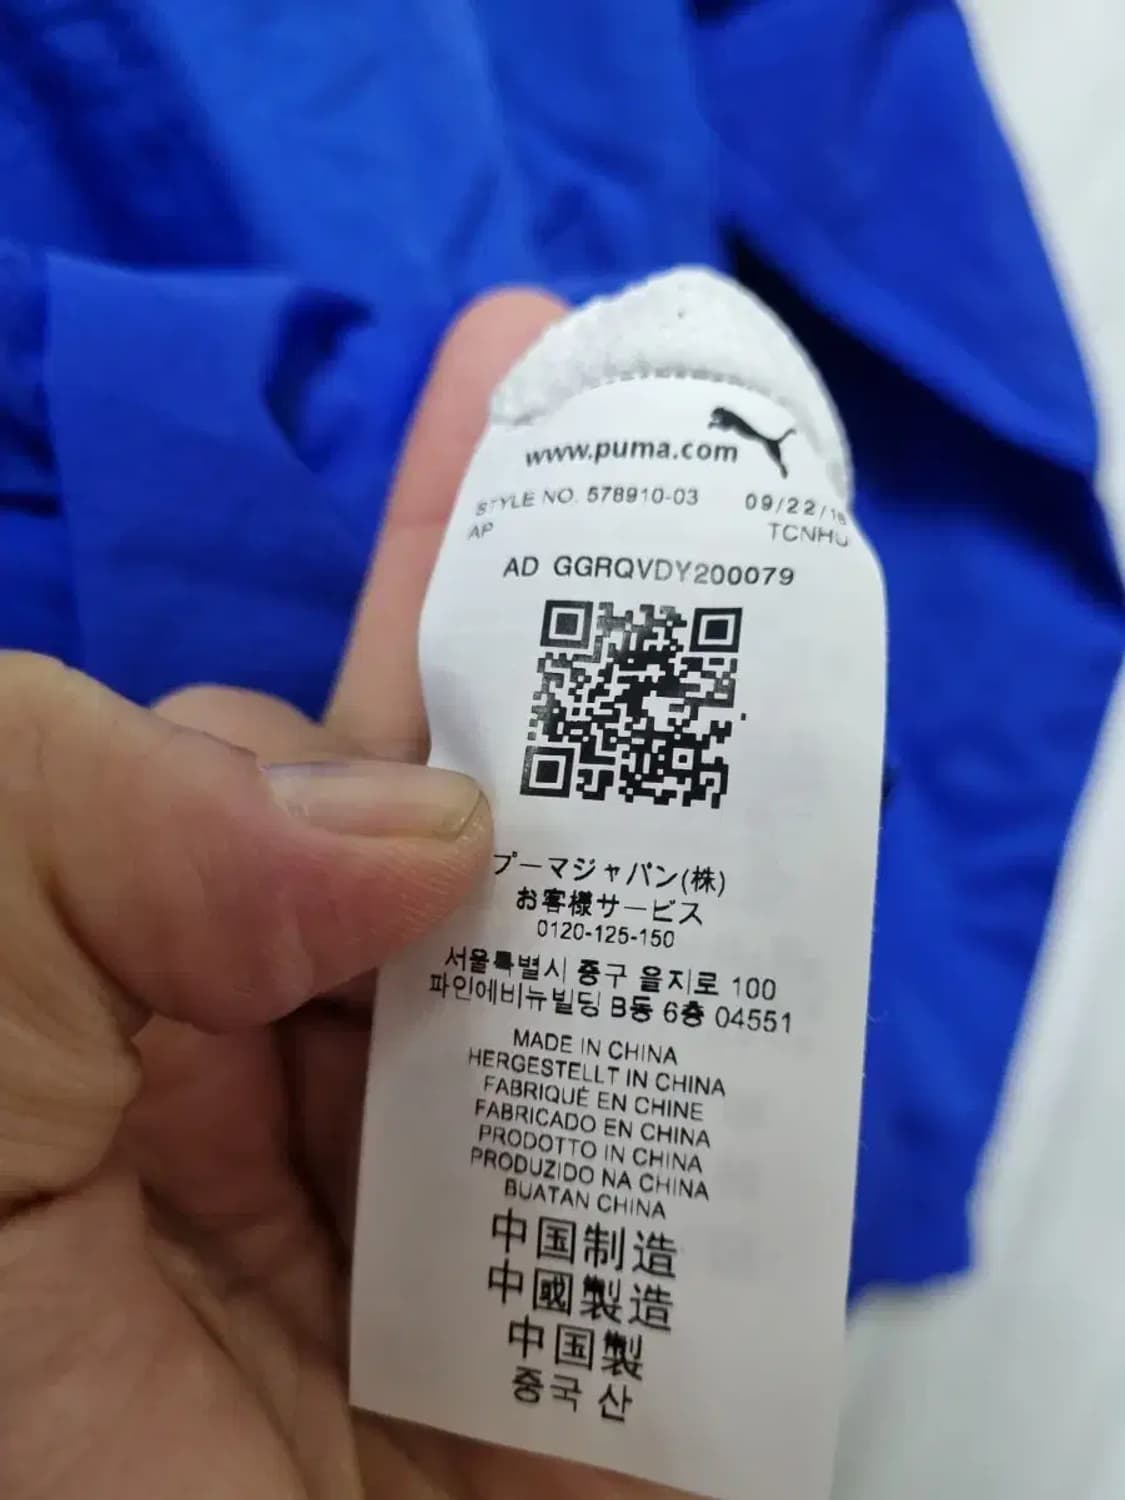 www.puma.com
STYLE NO. 578910-03 09/22/18
AP TCNHU
AD GGRQVDY200079
プーマジャパン(株)
お客様サービス
0120-125-150
서울특별시 중구 을지로 100
파인에비뉴빌딩 B동 6층 04551
MADE IN CHINA
HERGESTELLT IN CHINA
FABRIQUÉ EN CHINE
FABRICADO EN CHINA
PRODOTTO IN CHINA
PRODUZIDO NA CHINA
BUATAN CHINA
中国制造
中國製造
中国製
중국 산